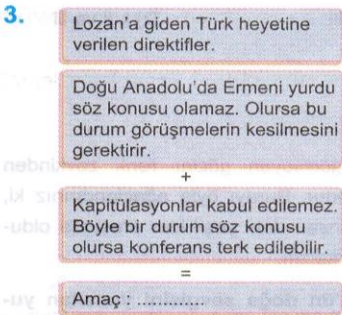 3.
Lozan'a giden Türk heyetine
verilen direktifler.
Doğu Anadolu'da Ermeni yurdu
söz konusu olamaz. Olursa bu
durum görüşmelerin kesilmesini
gerektirir.
+
Kapitülasyonlar kabul edilemez.
Böyle bir durum söz konusu
olursa konferans terk edilebilir.
=
Amaç : .............